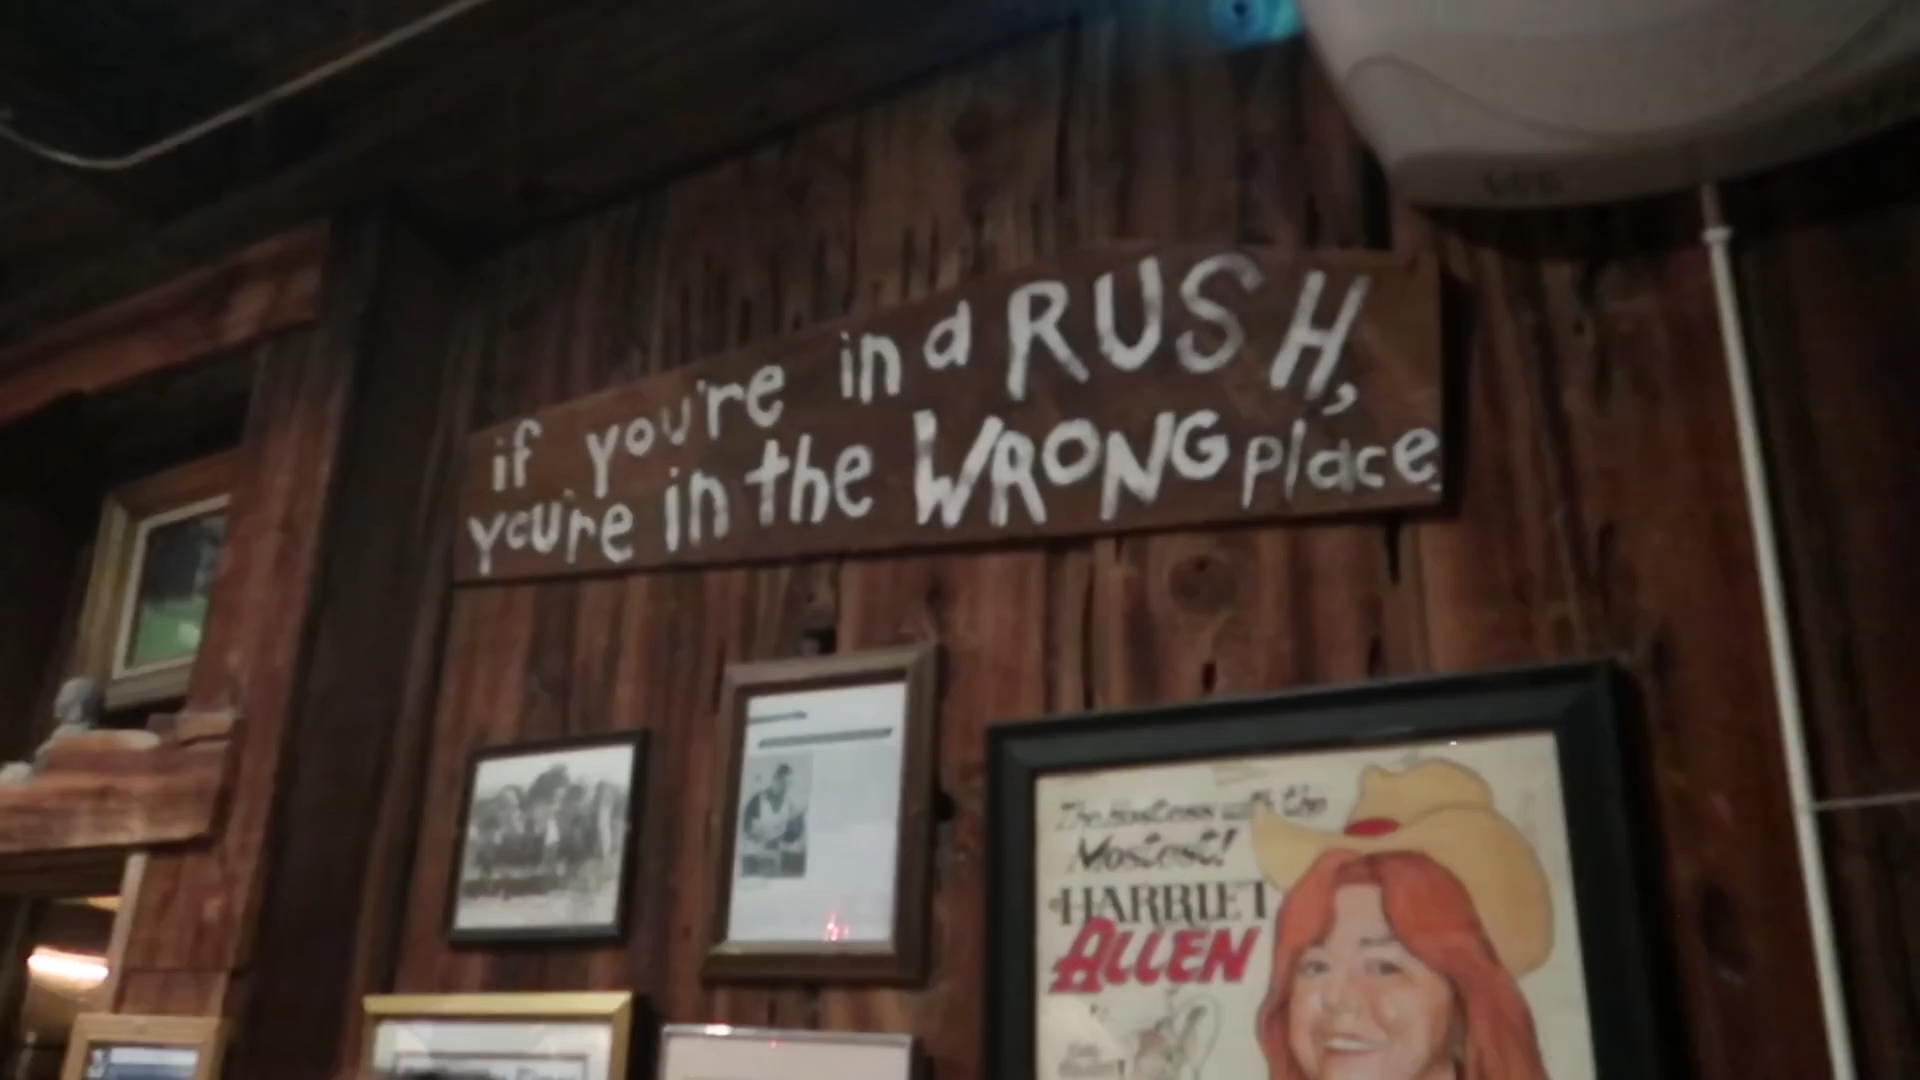 if you're in a RUSH,
you're in the WRONG place.
The Hostess with the
Mostest!
HARRIET
ALLEN